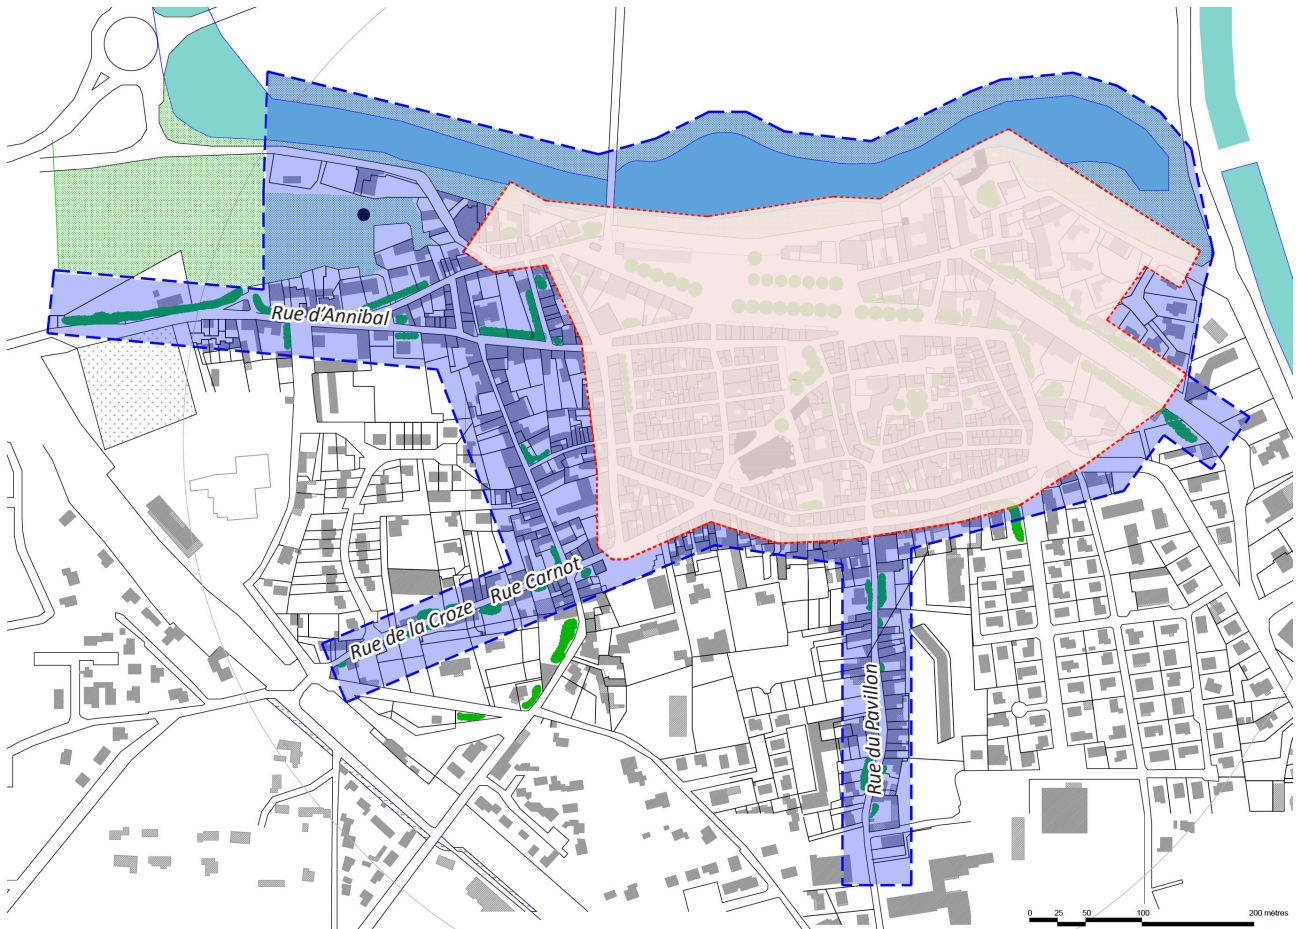 Rue d'Annibal
Rue de la Croze
Rue Carnot
Rue du Pavillon
0 25 50 100 200 mètres